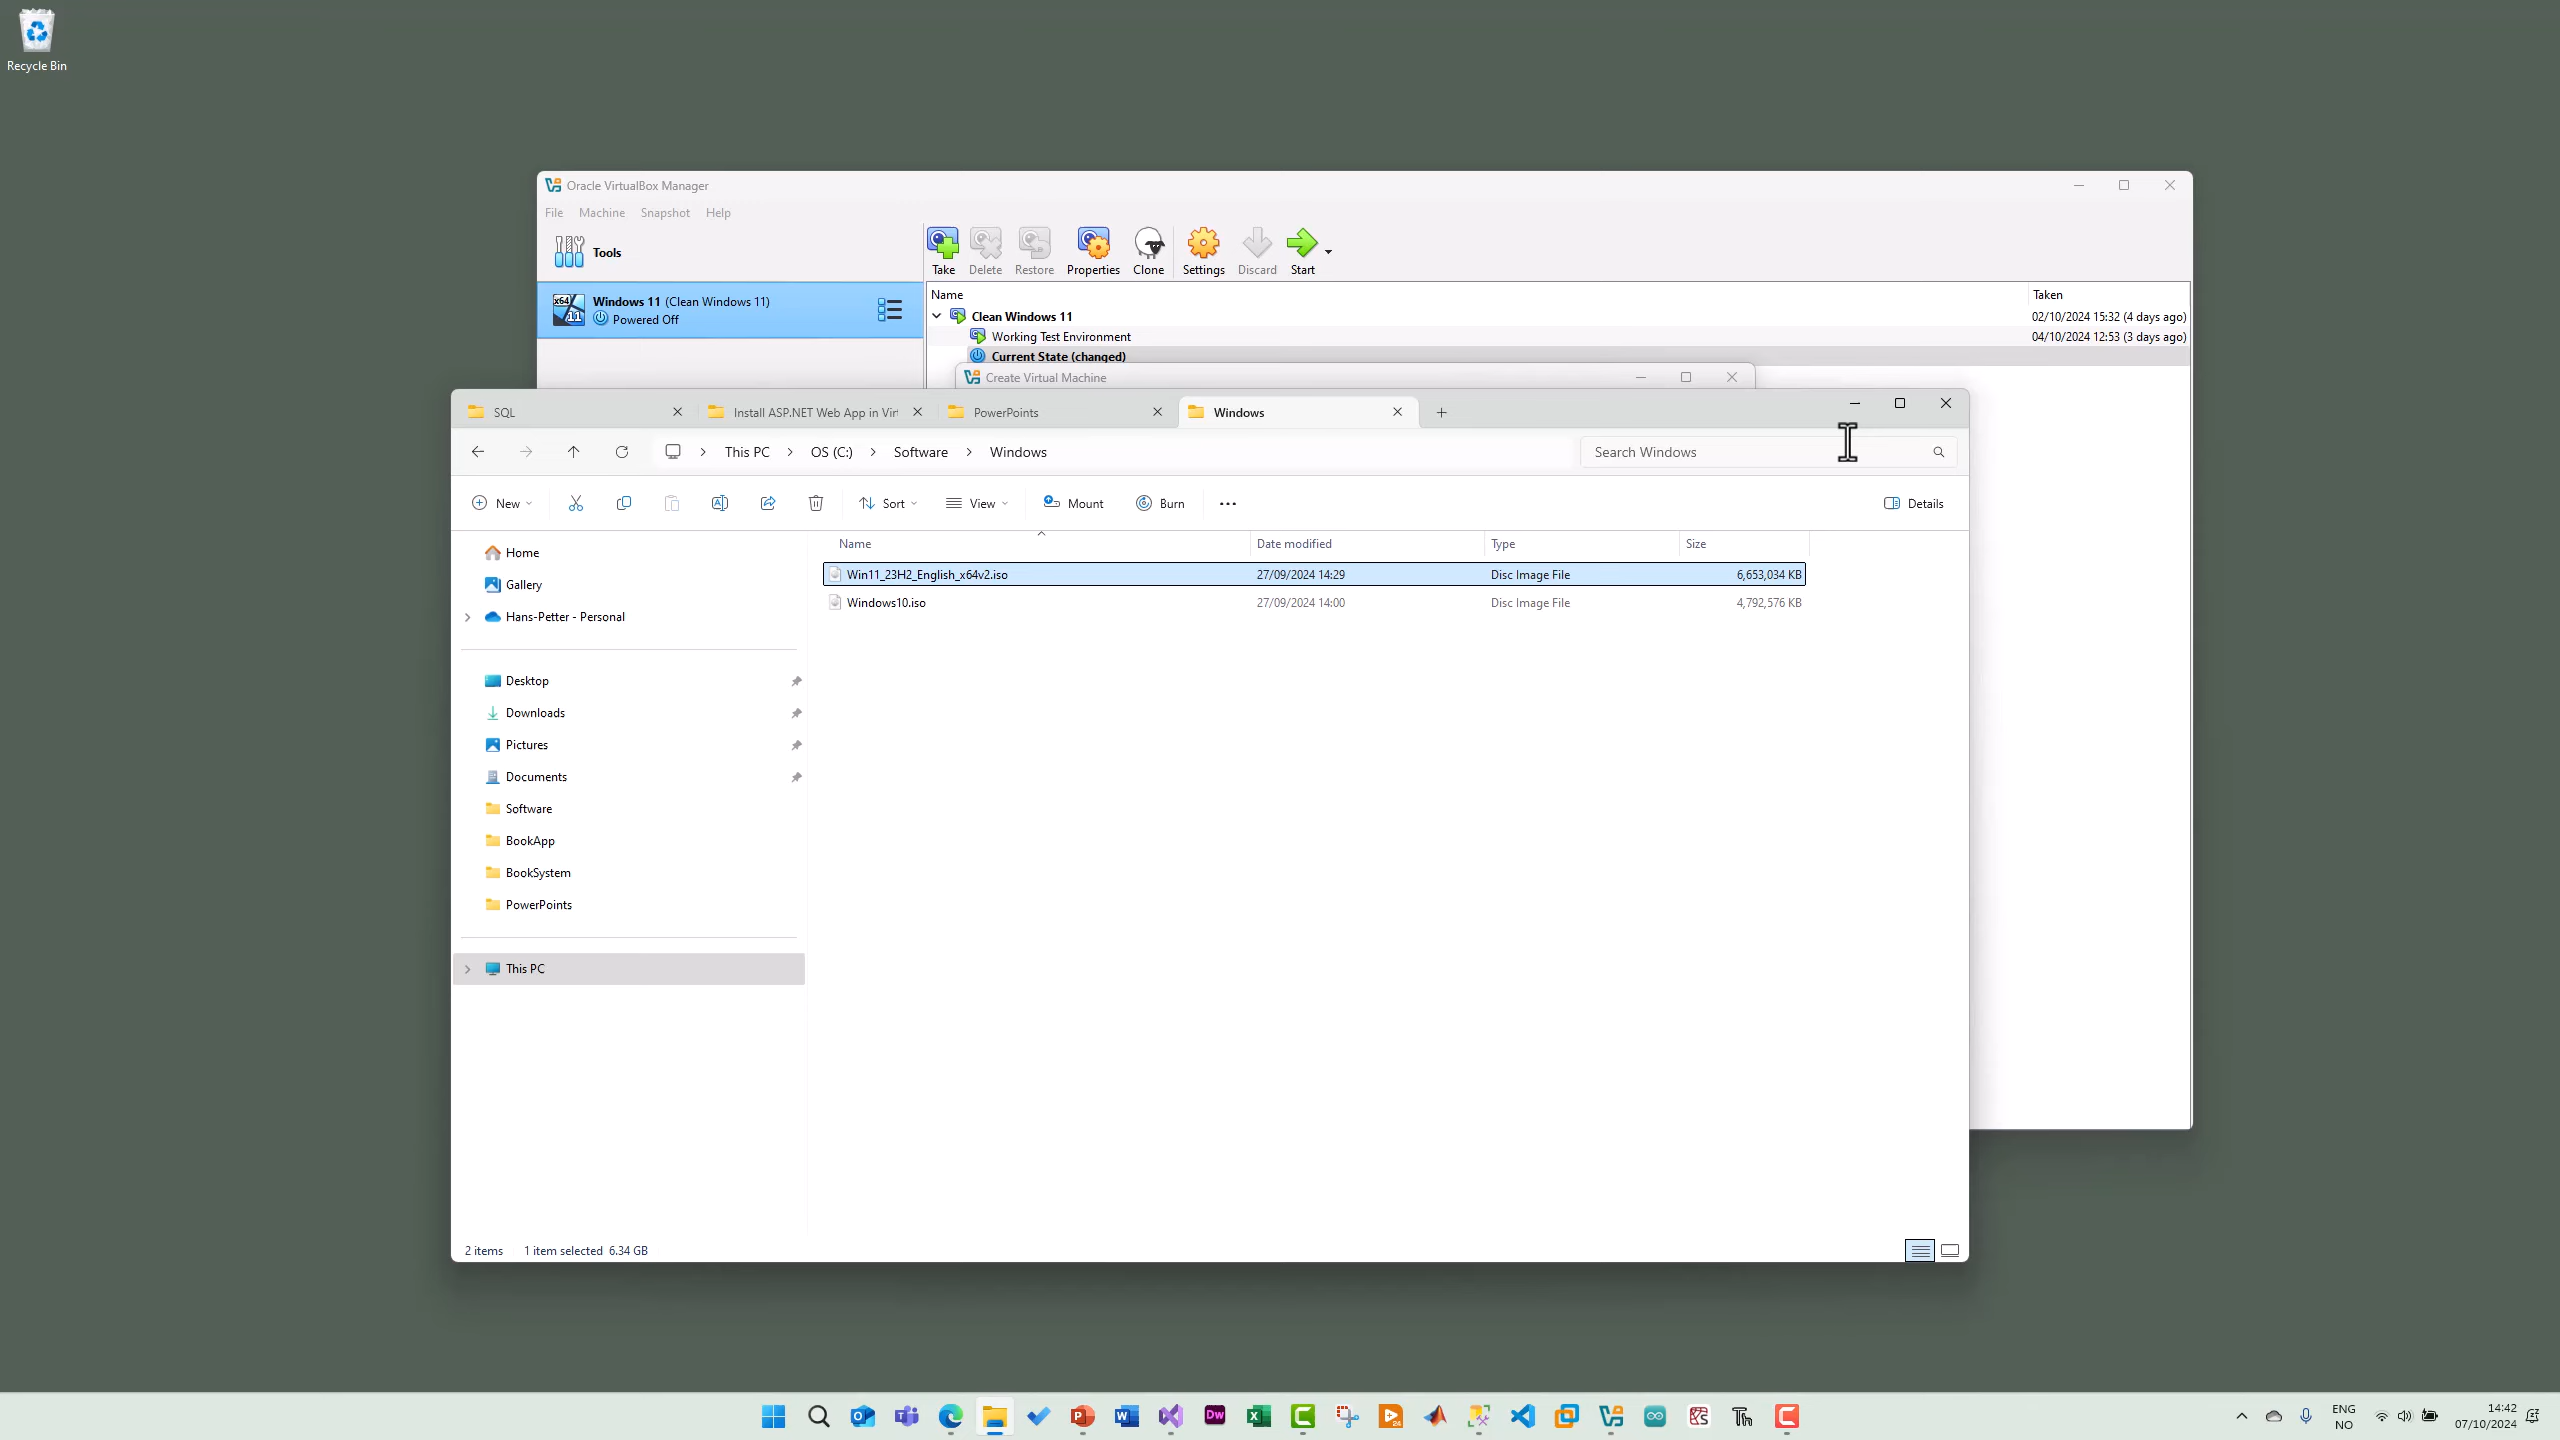 Recycle Bin
Oracle VirtualBox Manager
File Machine Snapshot Help
Tools
Take Delete Restore Properties Clone Settings Discard Start
x64
11
Windows 11 (Clean Windows 11)
Powered Off
Name Taken
Clean Windows 11 02/10/2024 15:32 (4 days ago)
Working Test Environment 04/10/2024 12:53 (3 days ago)
Current State (changed)
Create Virtual Machine
SQL Install ASP.NET Web App in Vir PowerPoints Windows
This PC OS (C:) Software Windows Search Windows
New Sort View Mount Burn Details
Name Date modified Type Size
Win11_23H2_English_x64v2.iso 27/09/2024 14:29 Disc Image File 6,653,034 KB
Windows10.iso 27/09/2024 14:00 Disc Image File 4,792,576 KB
Home
Gallery
Hans-Petter - Personal
Desktop
Downloads
Pictures
Documents
Software
BookApp
BookSystem
PowerPoints
This PC
2 items 1 item selected 6.34 GB
ENG
NO
14:42
07/10/2024